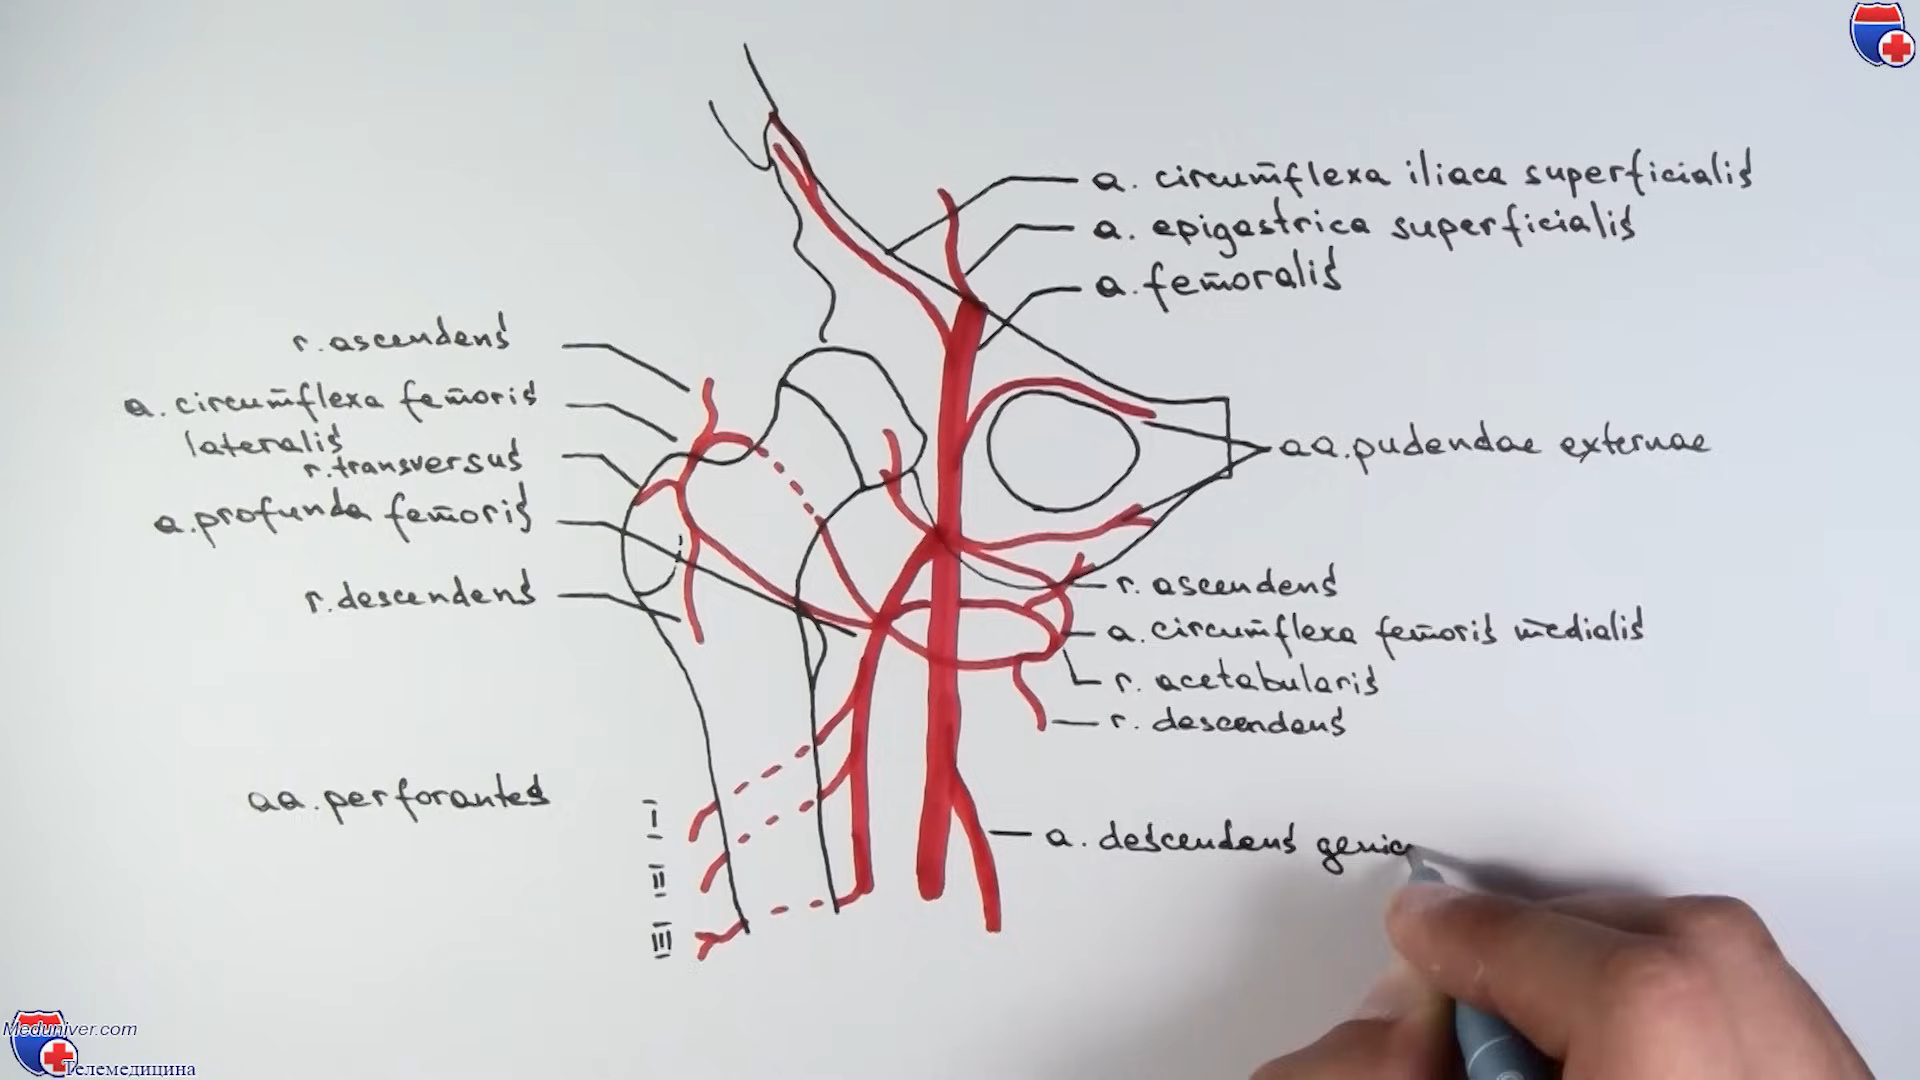 a. circumflexa iliaca superficialis
a. epigastrica superficialis
a. femoralis
r. ascendens
a. circumflexa femoris
lateralis
r. transversus
a. profunda femoris
r. descendens
aa. pudendae externae
r. ascendens
a. circumflexa femoris medialis
r. acetabularis
r. descendens
aa. perforantes
I
II
III
a. descendens genic
Meduniver.com
Телемедицина